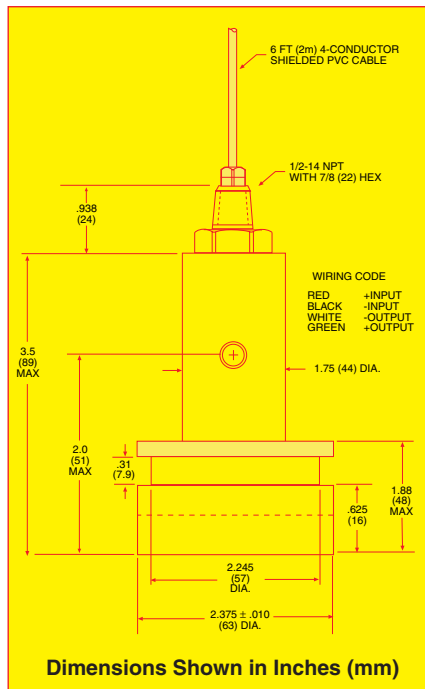 6 FT (2m) 4-CONDUCTOR
SHIELDED PVC CABLE
1/2-14 NPT
WITH 7/8 (22) HEX
.938
(24)
WIRING CODE
RED +INPUT
BLACK -INPUT
WHITE -OUTPUT
GREEN +OUTPUT
3.5
(89)
MAX
1.75 (44) DIA.
2.0
(51)
MAX
.31
(7.9)
1.88
(48)
MAX
.625
(16)
2.245
(57)
DIA.
2.375 ± .010
(63) DIA.
Dimensions Shown in Inches (mm)